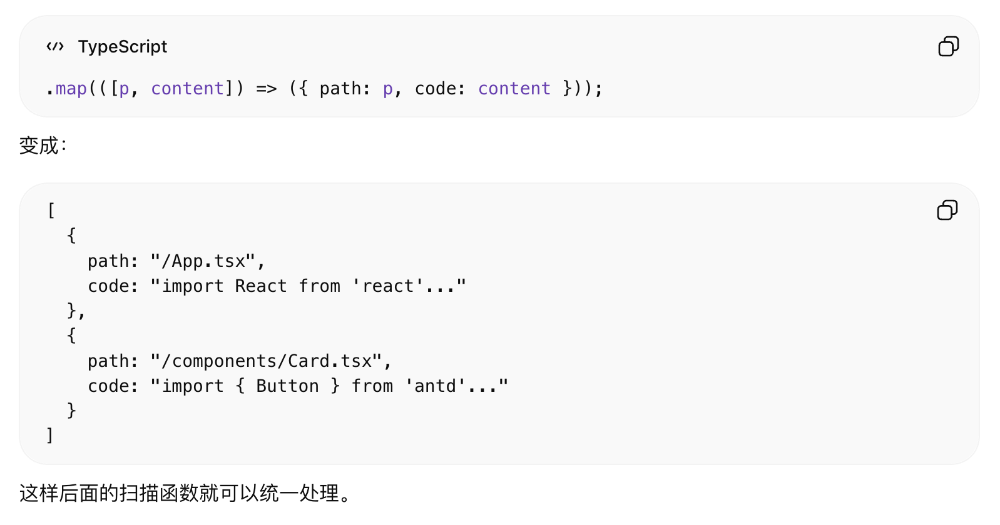 TypeScript
.map(([p, content]) => ({ path: p, code: content }));
变成：
[
  {
    path: "/App.tsx",
    code: "import React from 'react'..."
  },
  {
    path: "/components/Card.tsx",
    code: "import { Button } from 'antd'..."
  }
]
这样后面的扫描函数就可以统一处理。